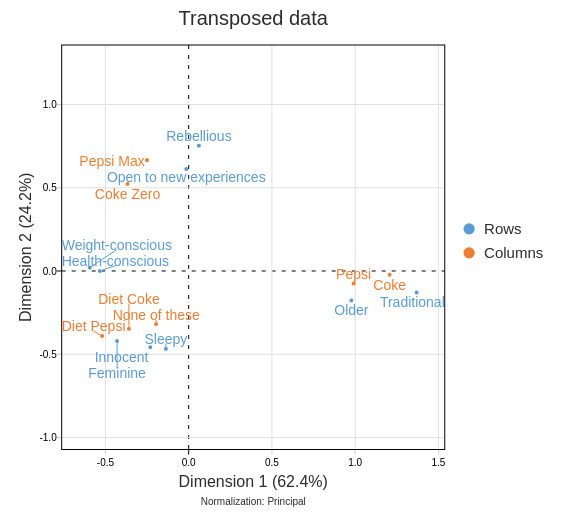 Transposed data
Dimension 2 (24.2%)
1.0
0.5
0.0
-0.5
-1.0
Rebellious
Pepsi Max
Open to new experiences
Coke Zero
Weight-conscious
Health-conscious
Pepsi
Coke
Diet Coke
Traditional
Older
None of these
Diet Pepsi
Sleepy
Innocent
Feminine
Rows
Columns
-0.5
0.0
0.5
1.0
1.5
Dimension 1 (62.4%)
Normalization: Principal